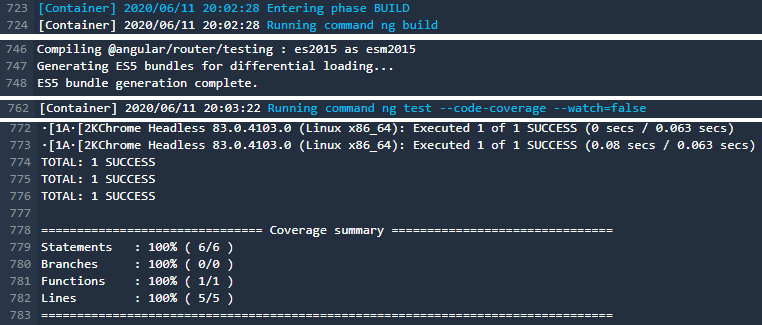 723 [Container] 2020/06/11 20:02:28 Entering phase BUILD
724 [Container] 2020/06/11 20:02:28 Running command ng build
746 Compiling @angular/router/testing : es2015 as esm2015
747 Generating ES5 bundles for differential loading...
748 ES5 bundle generation complete.
762 [Container] 2020/06/11 20:03:22 Running command ng test --code-coverage --watch=false
772 ·[1A·[2KChrome Headless 83.0.4103.0 (Linux x86_64): Executed 1 of 1 SUCCESS (0 secs / 0.063 secs)
773 ·[1A·[2KChrome Headless 83.0.4103.0 (Linux x86_64): Executed 1 of 1 SUCCESS (0.08 secs / 0.063 secs)
774 TOTAL: 1 SUCCESS
775 TOTAL: 1 SUCCESS
776 TOTAL: 1 SUCCESS
777
778 =============================== Coverage summary ===============================
779 Statements   : 100% ( 6/6 )
780 Branches     : 100% ( 0/0 )
781 Functions    : 100% ( 1/1 )
782 Lines        : 100% ( 5/5 )
783 ================================================================================